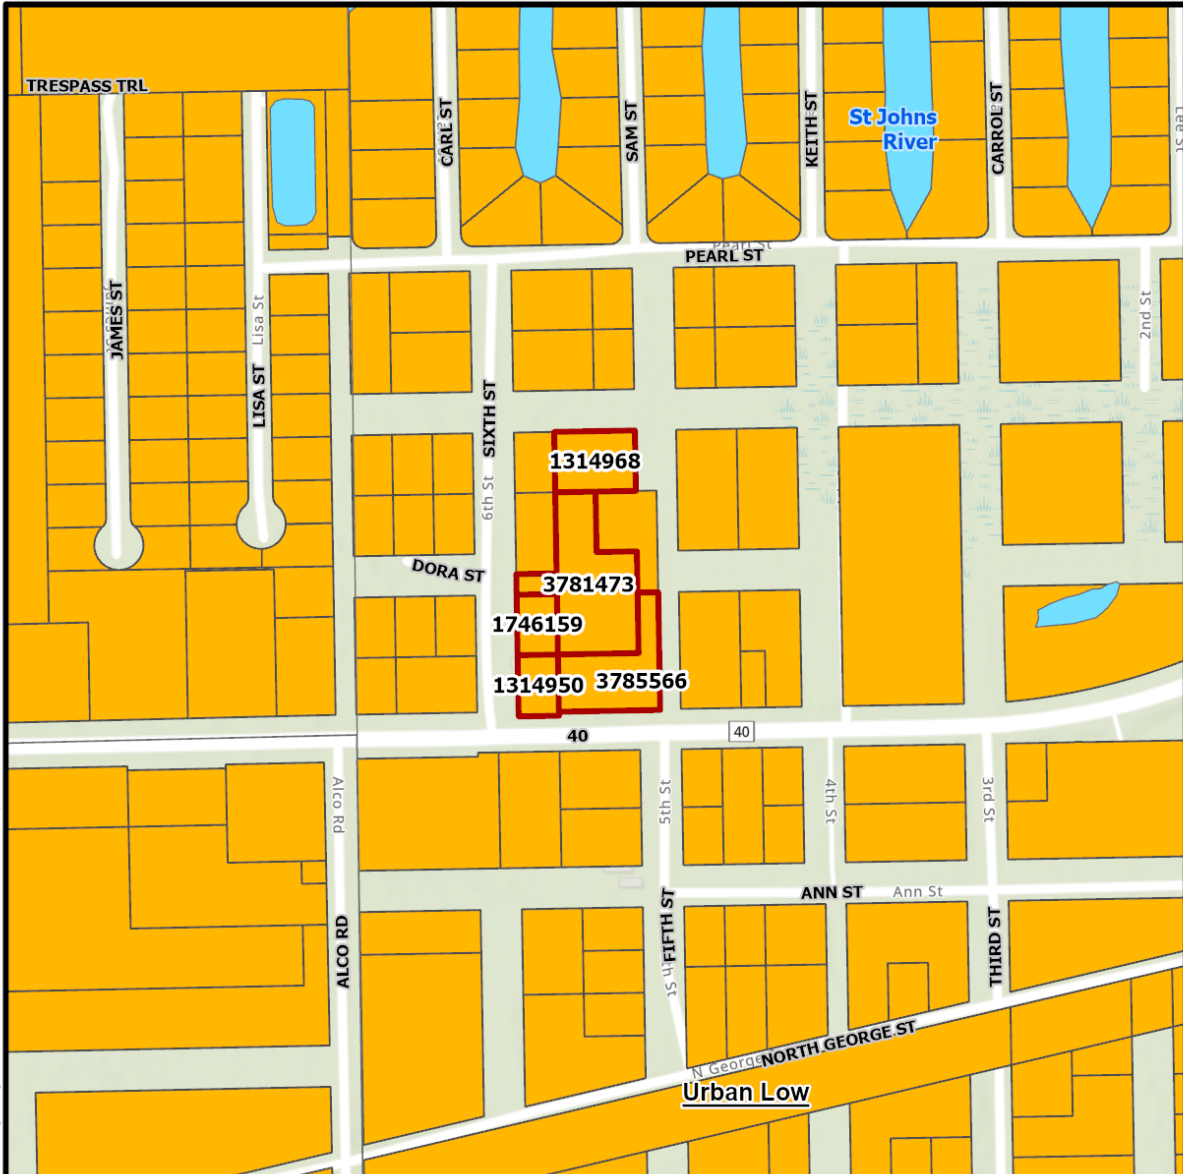 TRESPASS TRL
CARL ST
SAM ST
KEITH ST
St Johns
River
CARROL ST
Lee St
Pearl St
PEARL ST
JAMES ST
Lisa St
LISA ST
SIXTH ST
6th St
2nd St
1314968
DORA ST
3781473
1746159
1314950
3785566
40
40
Alco Rd
5th St
4th St
3rd St
ANN ST
Ann St
ALCO RD
FIFTH ST
THIRD ST
N George
NORTH GEORGE ST
Urban Low